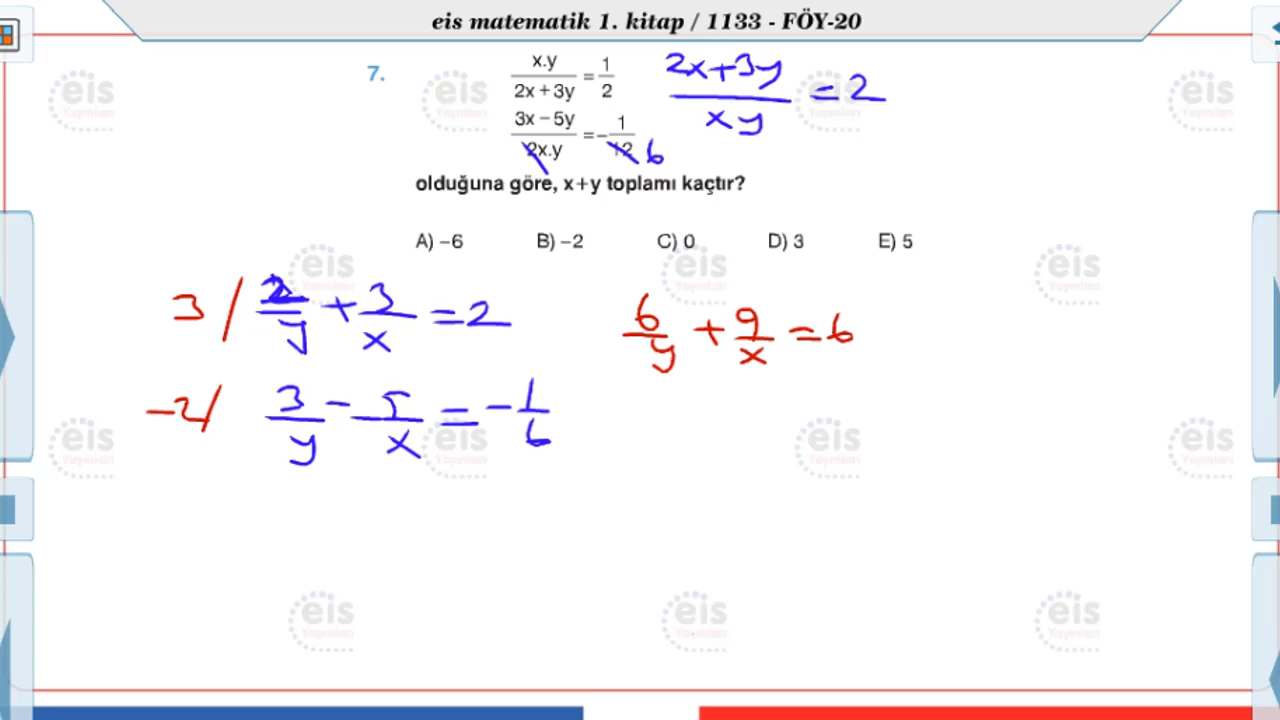 eis matematik 1. kitap / 1133 - FÖY-20
7.
x.y / 2x + 3y = 1/2
2x+3y / xy = 2
3x − 5y / 2x.y = − 1/12 6
olduğuna göre, x+y toplamı kaçtır?
A) −6 B) −2 C) 0 D) 3 E) 5
3 / 2/y + 3/x = 2
6/y + 9/x = 6
−2 / 3/y − 5/x = − 1/6
eis Yayınları